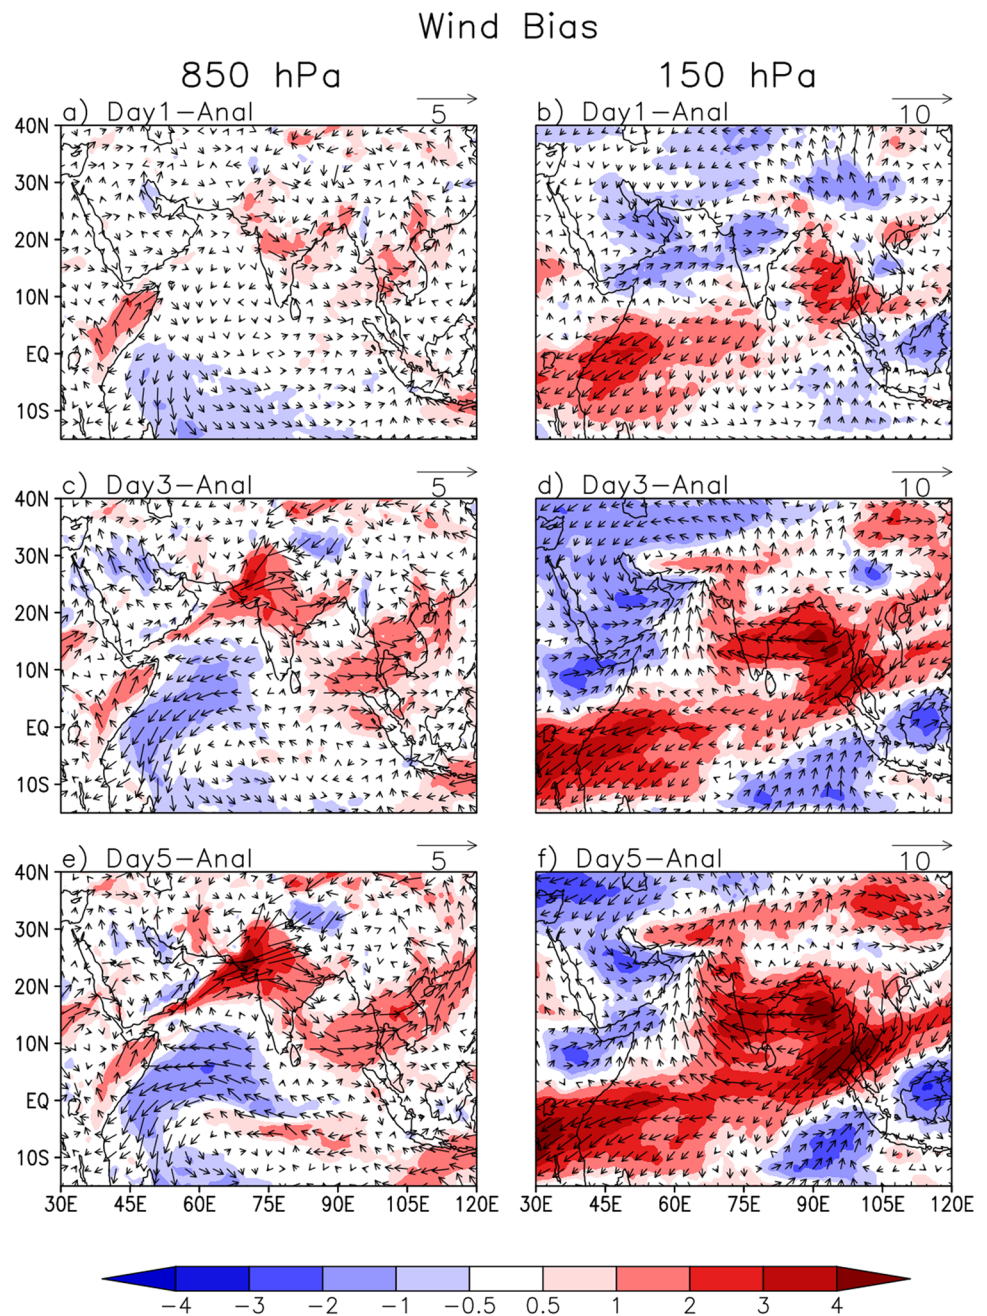 Wind Bias
850 hPa
150 hPa
a) Day1-Anal
5
b) Day1-Anal
10
40N
30N
20N
10N
EQ
10S
c) Day3-Anal
5
d) Day3-Anal
10
40N
30N
20N
10N
EQ
10S
e) Day5-Anal
5
f) Day5-Anal
10
40N
30N
20N
10N
EQ
10S
30E 45E 60E 75E 90E 105E 120E
30E 45E 60E 75E 90E 105E 120E
-4 -3 -2 -1 -0.5 0.5 1 2 3 4